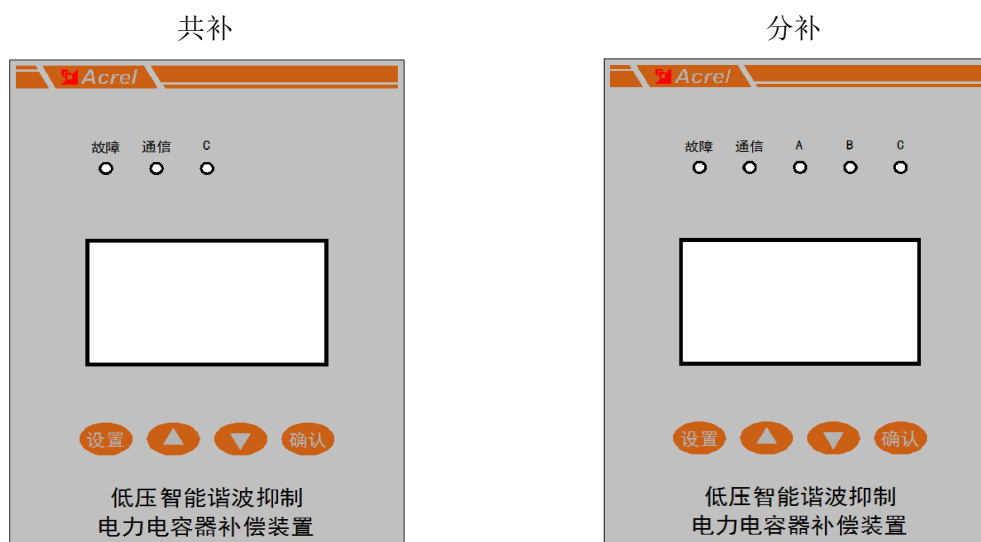 共补
Acrel
故障 通信 C
设置 确认
低压智能谐波抑制
电力电容器补偿装置
分补
Acrel
故障 通信 A B C
设置 确认
低压智能谐波抑制
电力电容器补偿装置